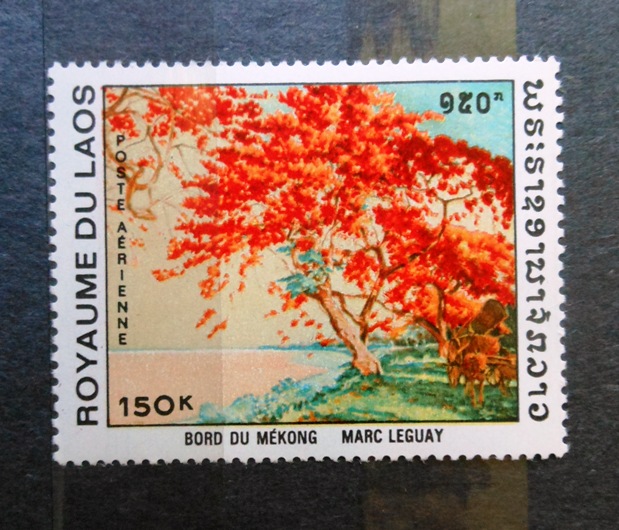 ROYAUME DU LAOS
POSTE AÉRIENNE
໑໕໐ ກ
ພຣະຣາຊອານາຈັກລາວ
150K
BORD DU MÉKONG MARC LEGUAY